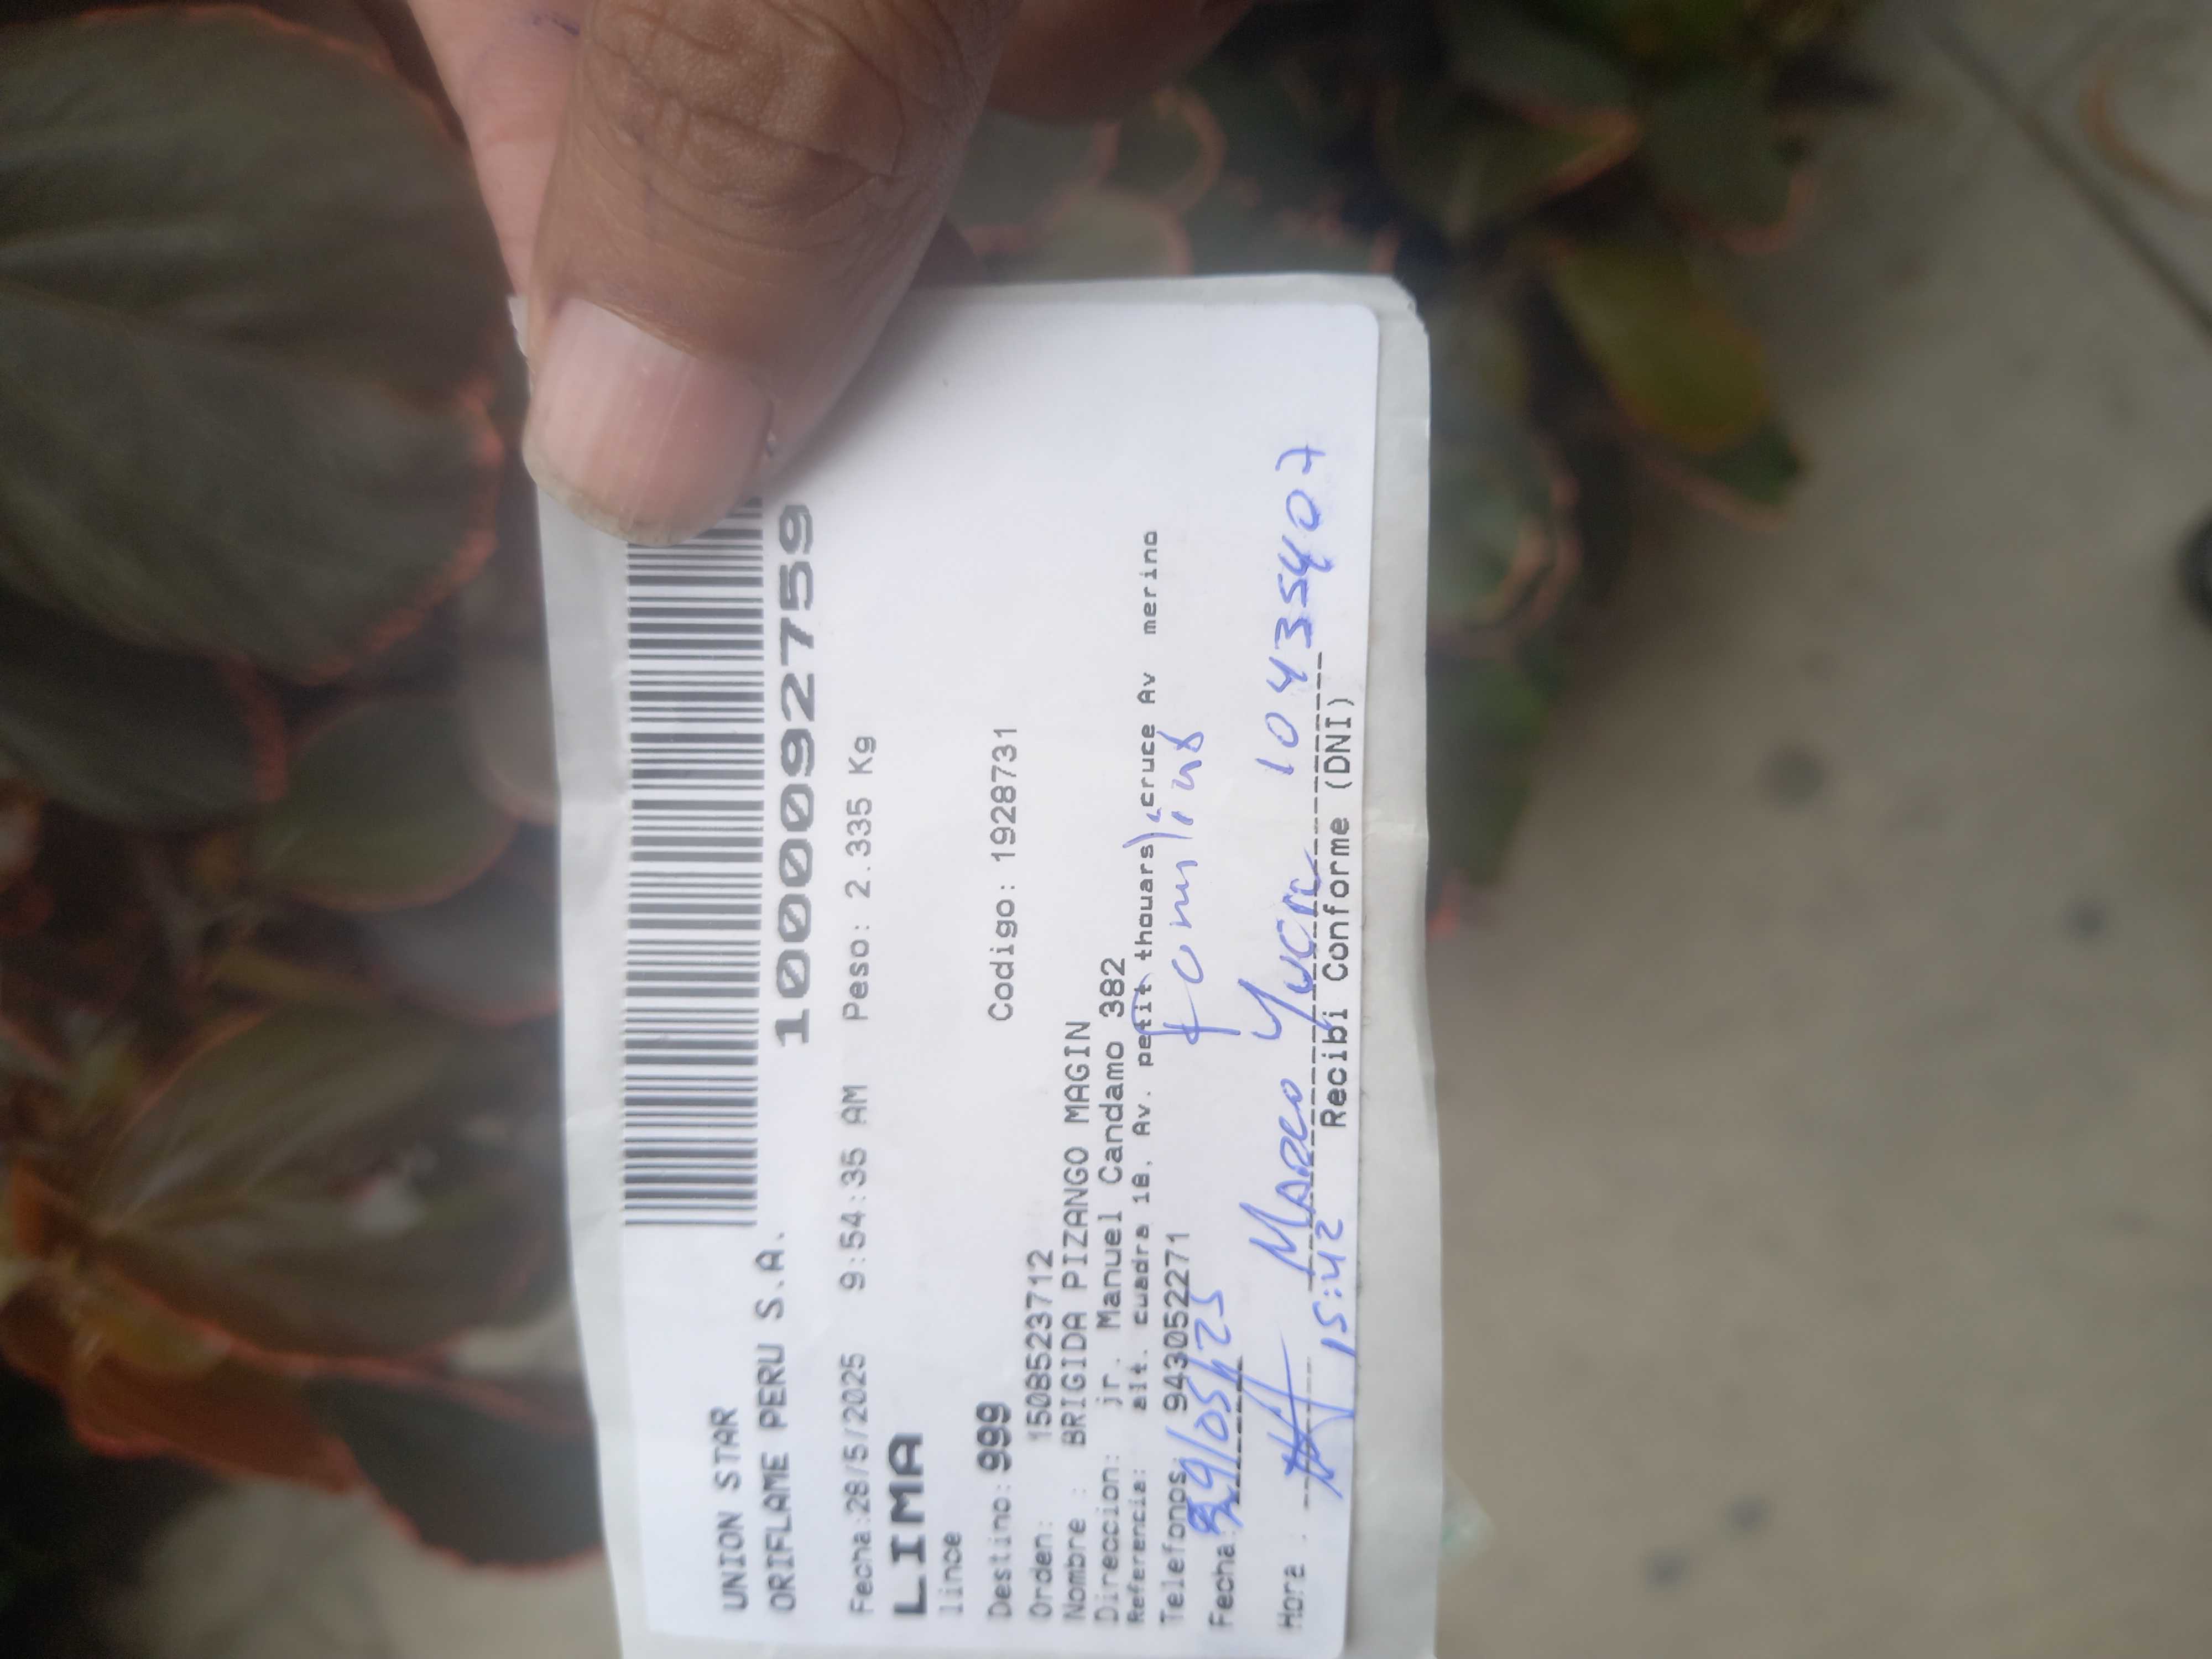 UNION STAR
ORIFLAME PERU S.A.
1000092759
Fecha:28/5/2025 9:54:35 AM Peso: 2.335 Kg
LIMA
lince
Destino: 999 Codigo: 1928731
Orden: 1508523712
Nombre : BRIGIDA PIZANGO MAGIN
Direccion: jr. Manuel Candamo 382
Referencia: alt. cuadra 18, Av. petit thouars, cruce Av merino
Telefonos: 943052271
Fecha: 29/05/25 Familiar
Hora : Marco 10435407
15:42 Recibi Conforme (DNI)